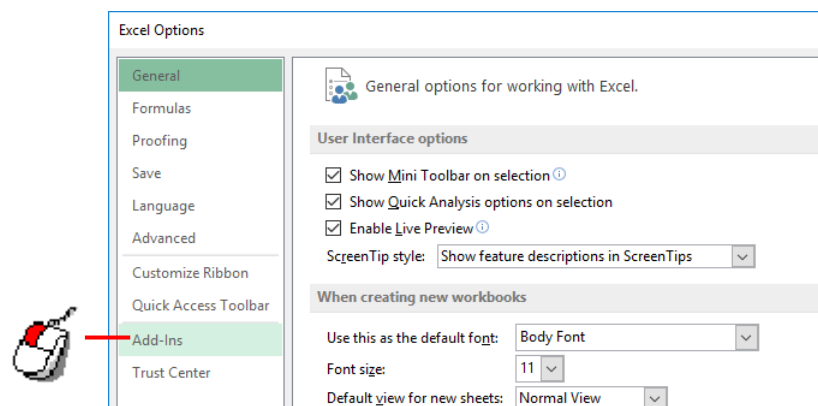 Excel Options
General
Formulas
Proofing
Save
Language
Advanced
Customize Ribbon
Quick Access Toolbar
Add-Ins
Trust Center
General options for working with Excel.
User Interface options
Show Mini Toolbar on selection
Show Quick Analysis options on selection
Enable Live Preview
ScreenTip style: Show feature descriptions in ScreenTips
When creating new workbooks
Use this as the default font: Body Font
Font size: 11
Default view for new sheets: Normal View